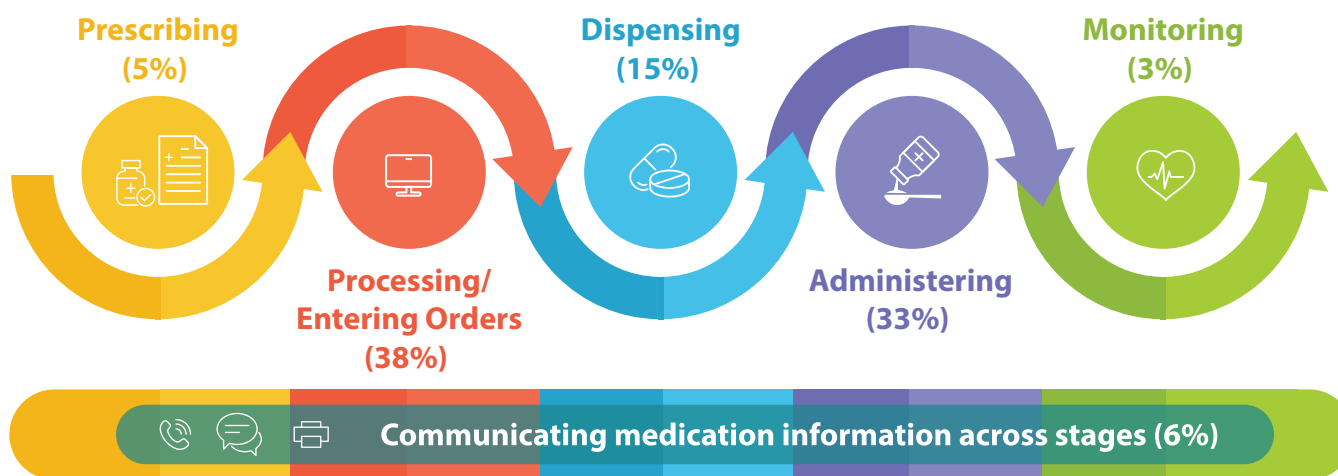 Prescribing
(5%)
Processing/
Entering Orders
(38%)
Dispensing
(15%)
Administering
(33%)
Monitoring
(3%)
Communicating medication information across stages (6%)